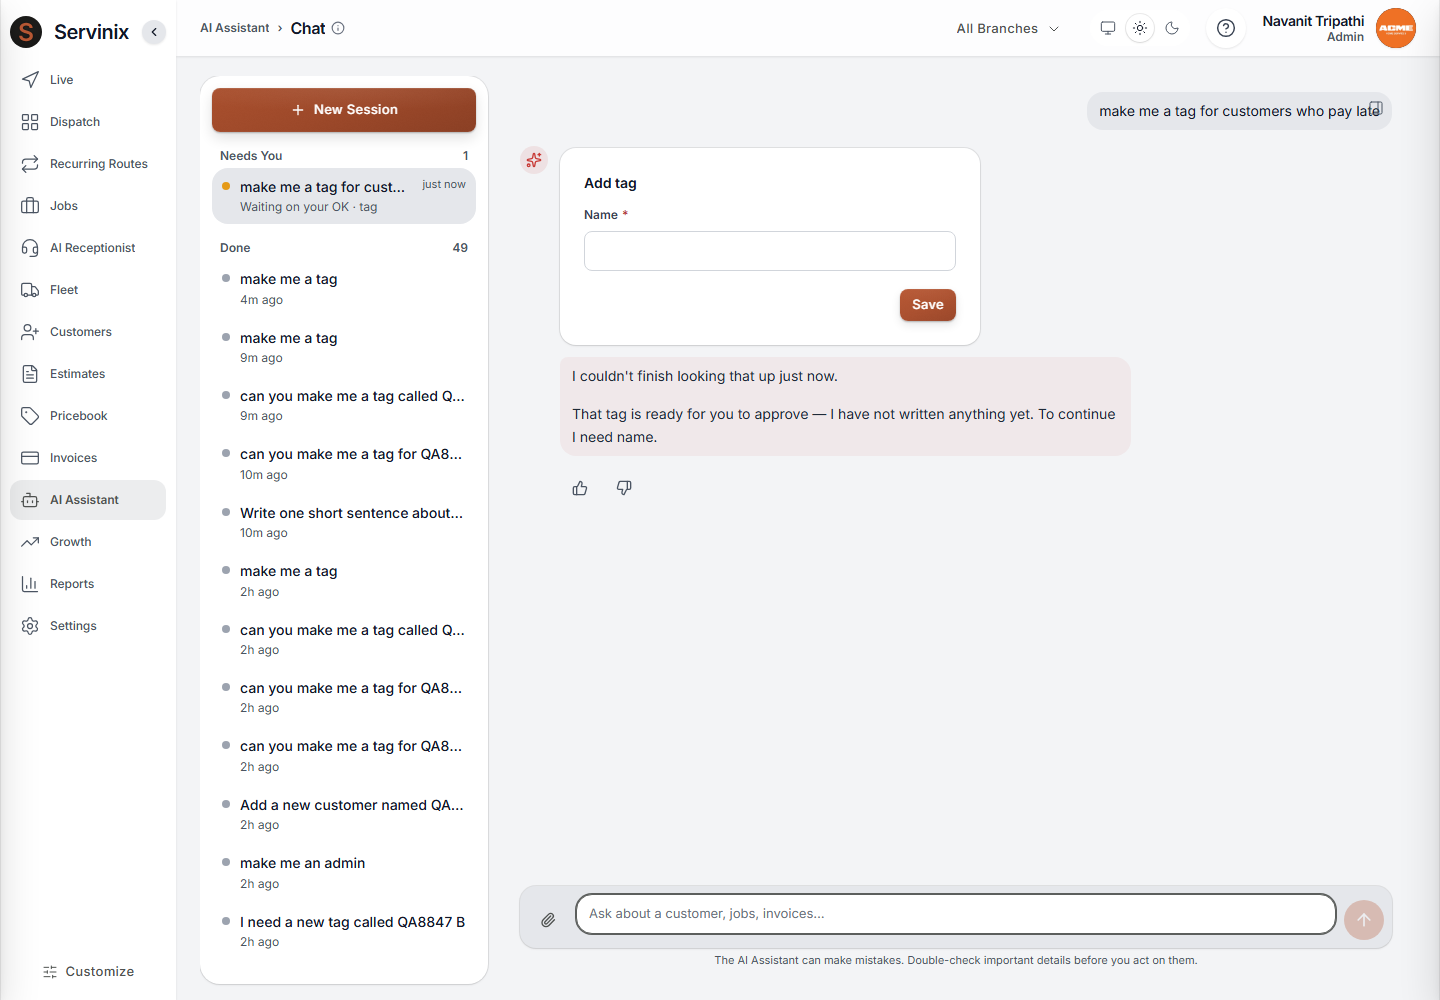 Servinix
AI Assistant › Chat
All Branches
Navanit Tripathi
Admin
ACME
Live
Dispatch
Recurring Routes
Jobs
AI Receptionist
Fleet
Customers
Estimates
Pricebook
Invoices
AI Assistant
Growth
Reports
Settings
Customize
+ New Session
Needs You 1
make me a tag for cust... just now
Waiting on your OK · tag
Done 49
make me a tag
4m ago
make me a tag
9m ago
can you make me a tag called Q...
9m ago
can you make me a tag for QA8...
10m ago
Write one short sentence about...
10m ago
make me a tag
2h ago
can you make me a tag called Q...
2h ago
can you make me a tag for QA8...
2h ago
can you make me a tag for QA8...
2h ago
Add a new customer named QA...
2h ago
make me an admin
2h ago
I need a new tag called QA8847 B
2h ago
make me a tag for customers who pay late
Add tag
Name *
Save
I couldn't finish looking that up just now.
That tag is ready for you to approve — I have not written anything yet. To continue
I need name.
Ask about a customer, jobs, invoices...
The AI Assistant can make mistakes. Double-check important details before you act on them.